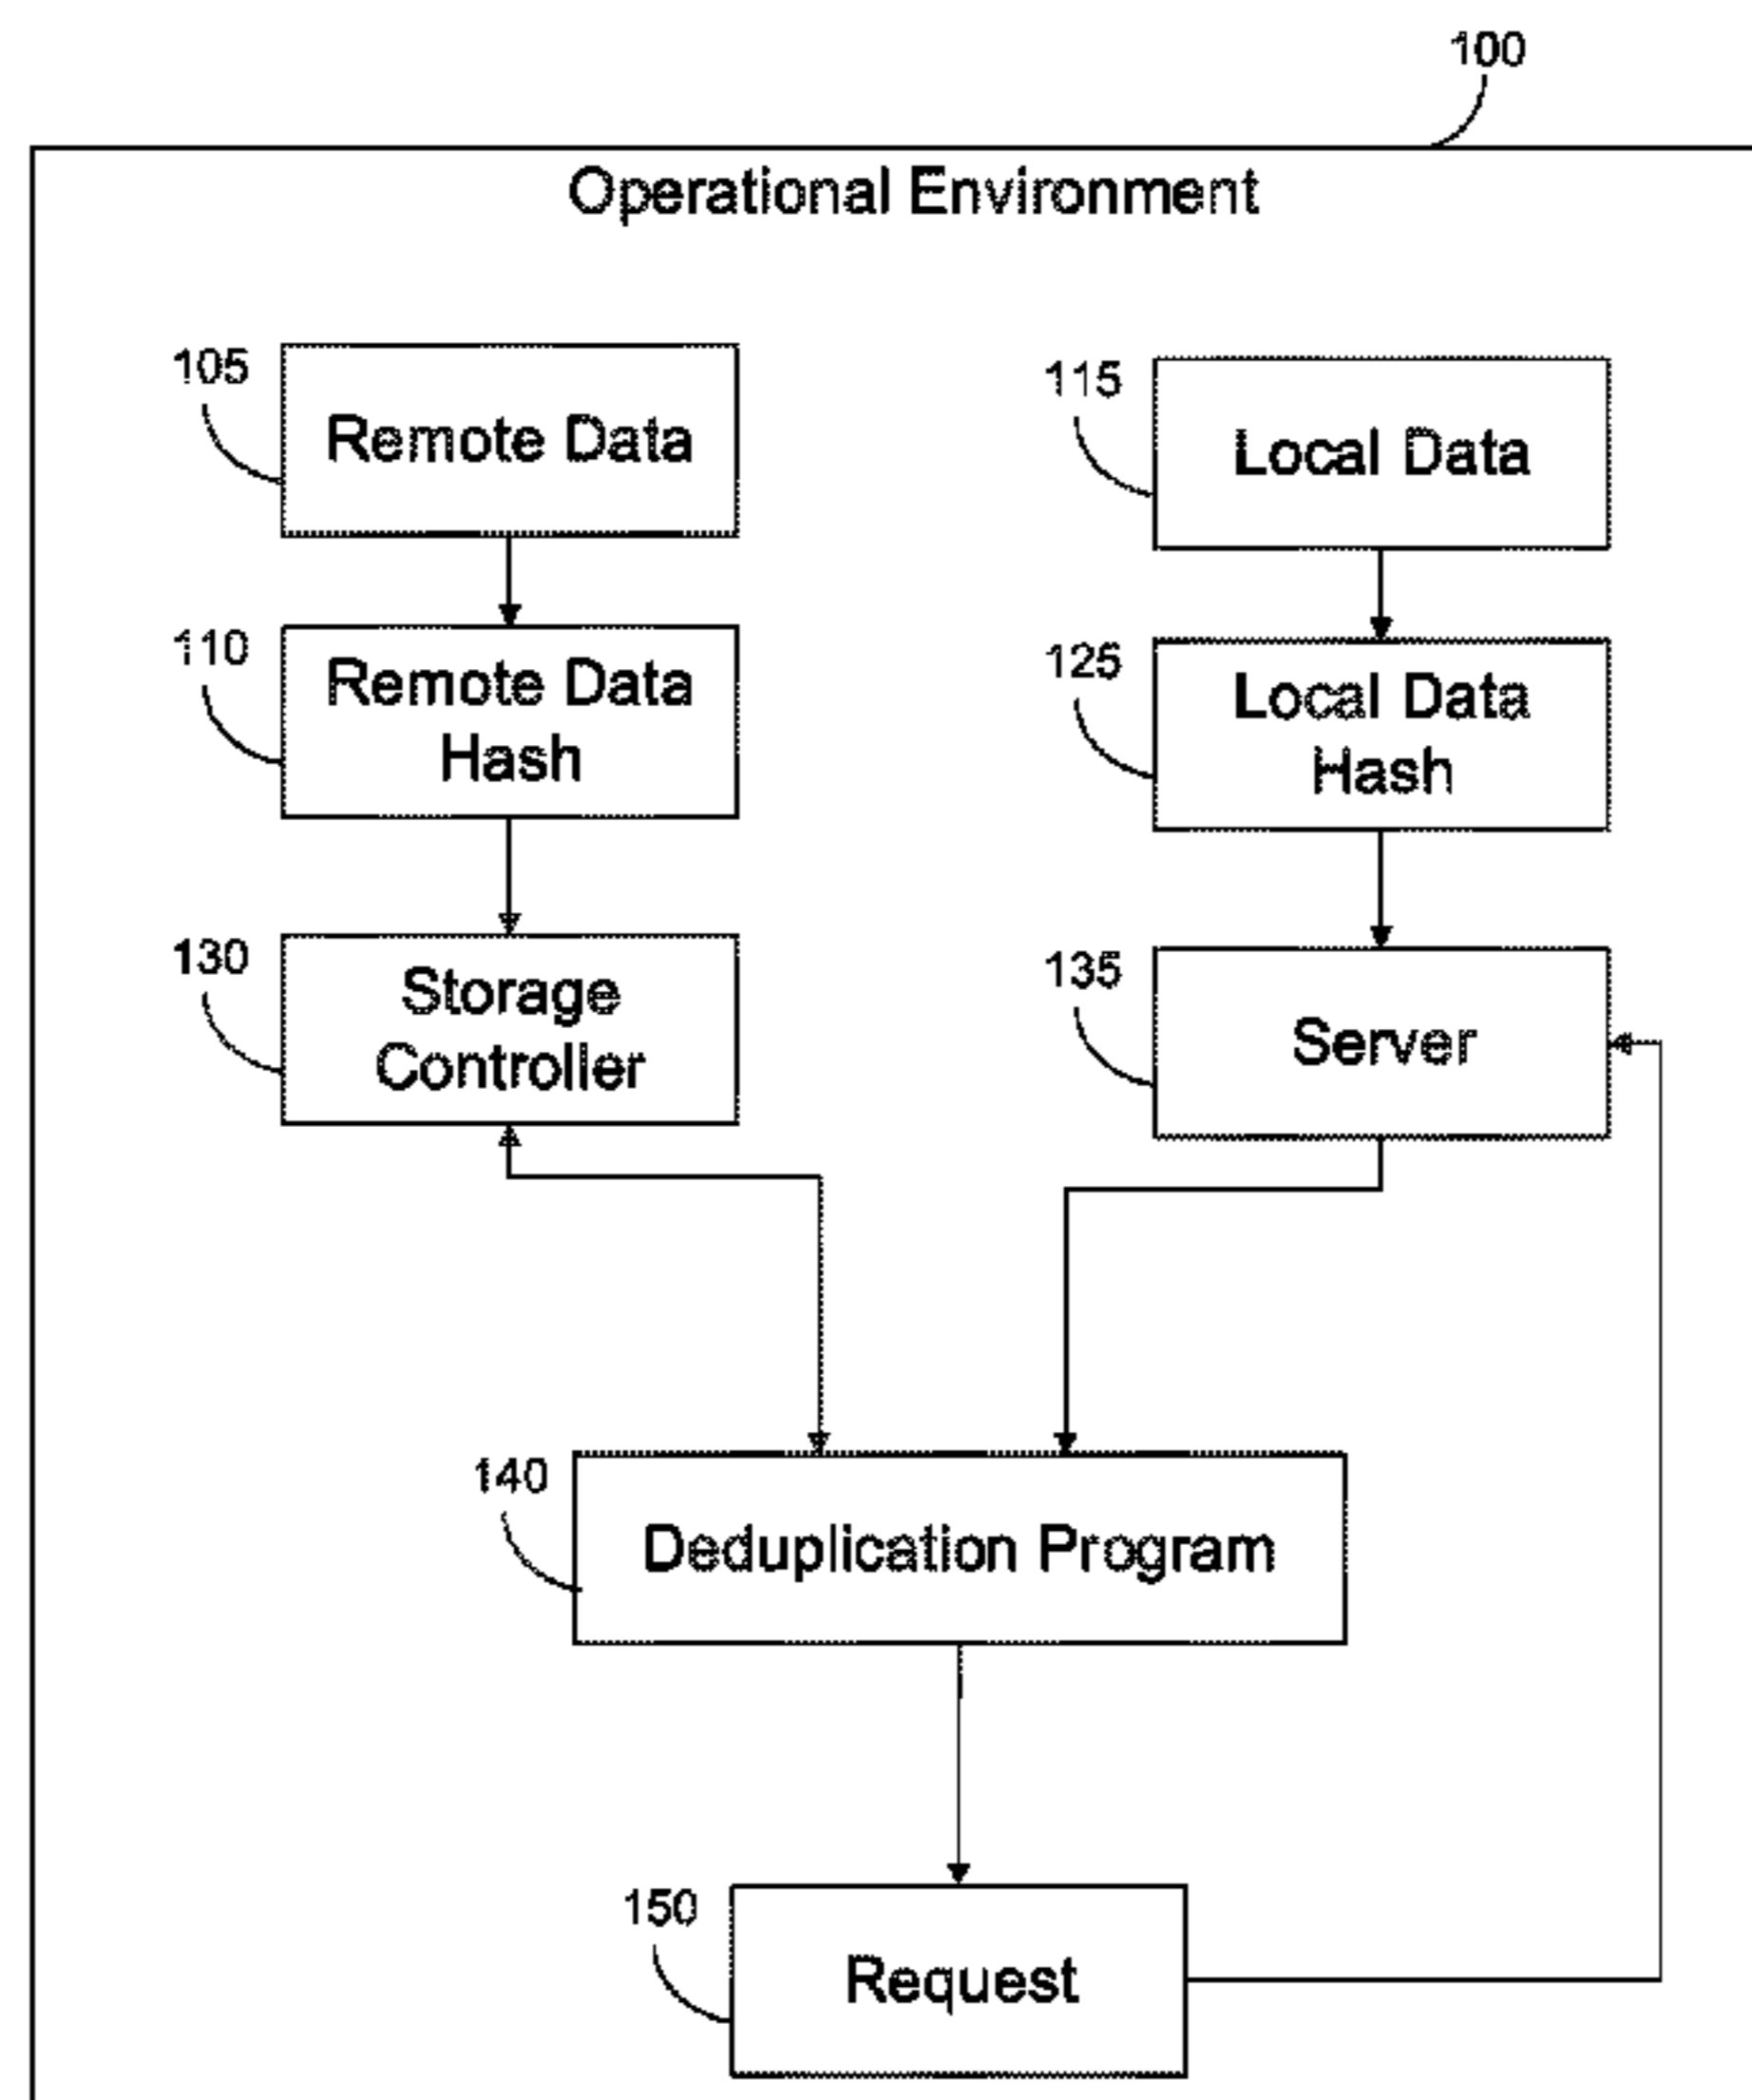 100
Operational Environment
105
Remote Data
115
Local Data
110
Remote Data
Hash
125
Local Data
Hash
130
Storage
Controller
135
Server
140
Deduplication Program
150
Request